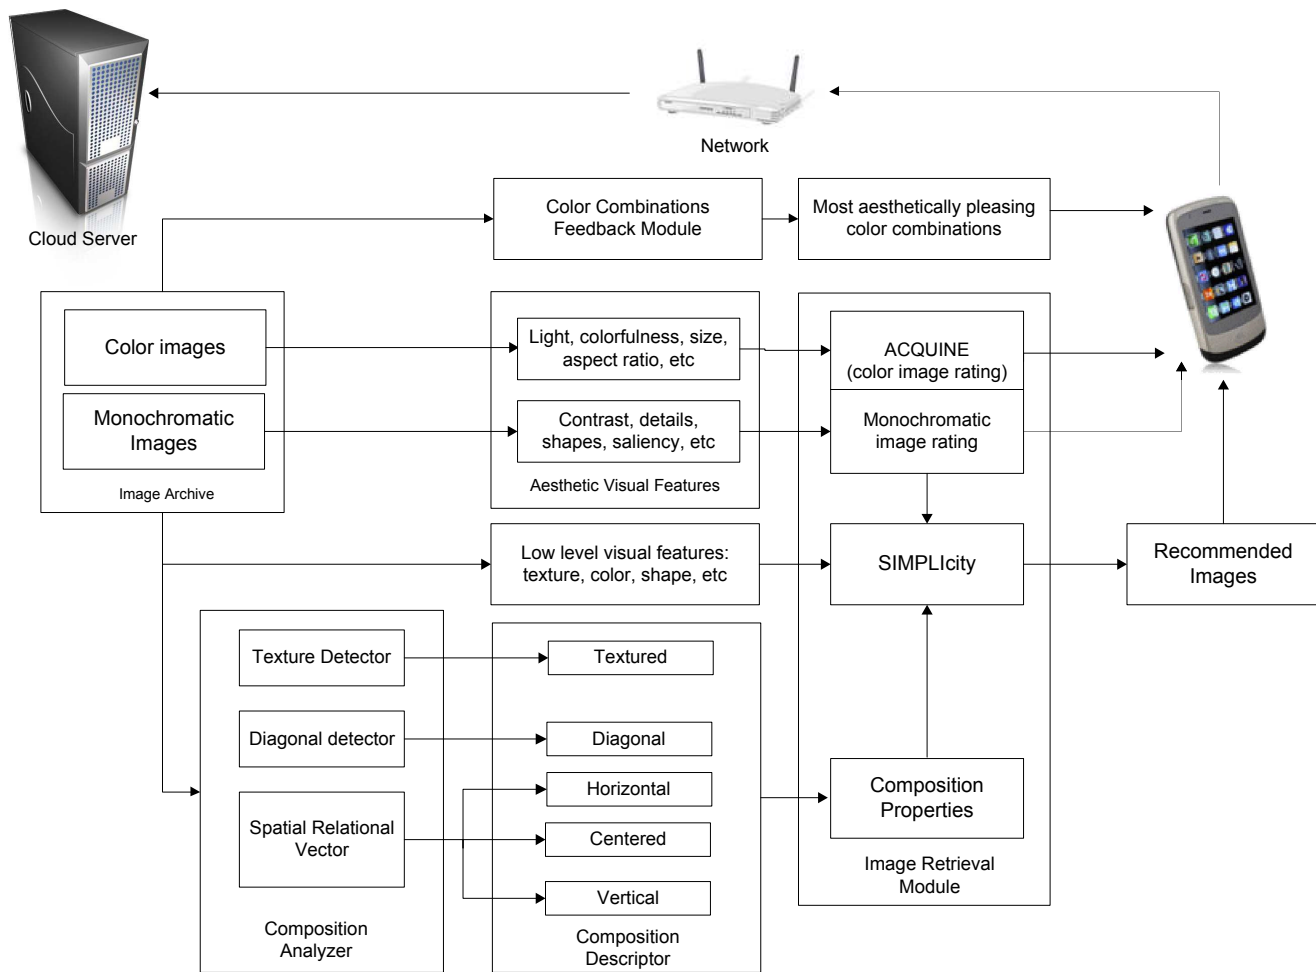 Network
Cloud Server
Color Combinations
Feedback Module
Most aesthetically pleasing
color combinations
Color images
Light, colorfulness, size,
aspect ratio, etc
ACQUINE
(color image rating)
Monochromatic
Images
Contrast, details,
shapes, saliency, etc
Monochromatic
image rating
Image Archive
Aesthetic Visual Features
Low level visual features:
texture, color, shape, etc
SIMPLIcity
Recommended
Images
Texture Detector
Textured
Diagonal detector
Diagonal
Horizontal
Spatial Relational
Vector
Centered
Vertical
Composition
Properties
Image Retrieval
Module
Composition
Analyzer
Composition
Descriptor